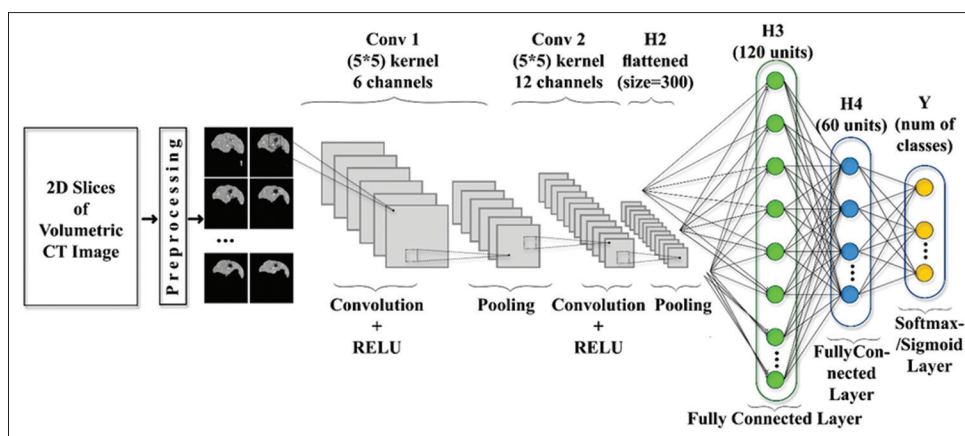 2D Slices
of
Volumetric
CT Image
Preprocessing
...
Conv 1
(5*5) kernel
6 channels
Conv 2
(5*5) kernel
12 channels
H2
flattened
(size=300)
H3
(120 units)
H4
(60 units)
Y
(num of
classes)
Convolution
+
RELU
Pooling
Convolution
+
RELU
Pooling
Fully Connected Layer
FullyCon-
nected
Layer
Softmax-
/Sigmoid
Layer